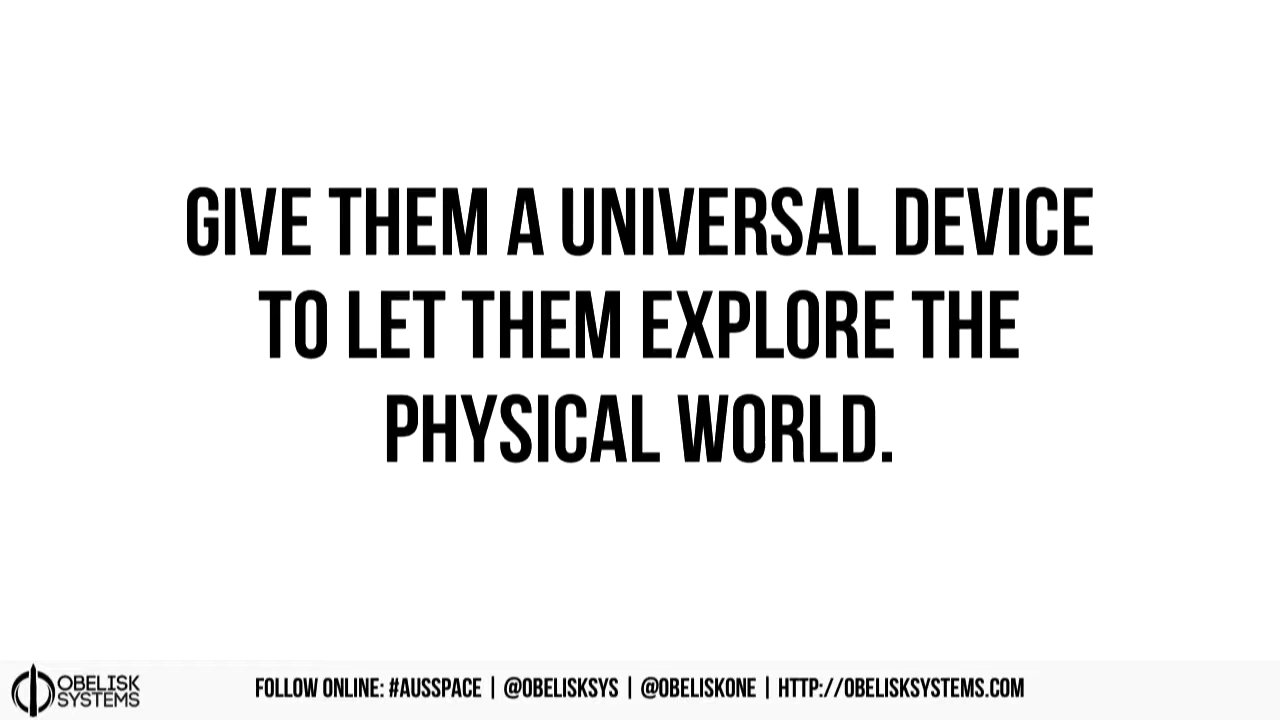 GIVE THEM A UNIVERSAL DEVICE
TO LET THEM EXPLORE THE
PHYSICAL WORLD.
OBELISK
SYSTEMS
FOLLOW ONLINE: #AUSSPACE | @OBELISKSYS | @OBELISKONE | HTTP://OBELISKSYSTEMS.COM